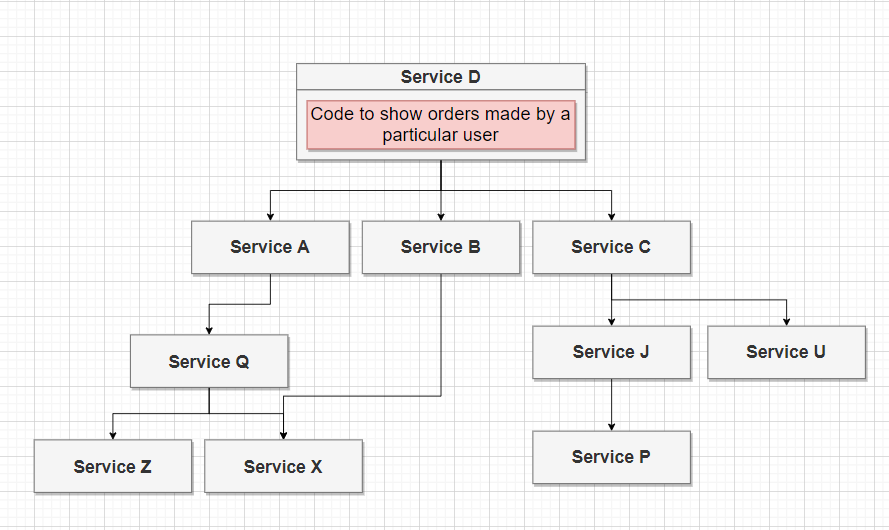 Service D
Code to show orders made by a
particular user
Service A
Service B
Service C
Service J
Service U
Service Q
Service P
Service Z
Service X